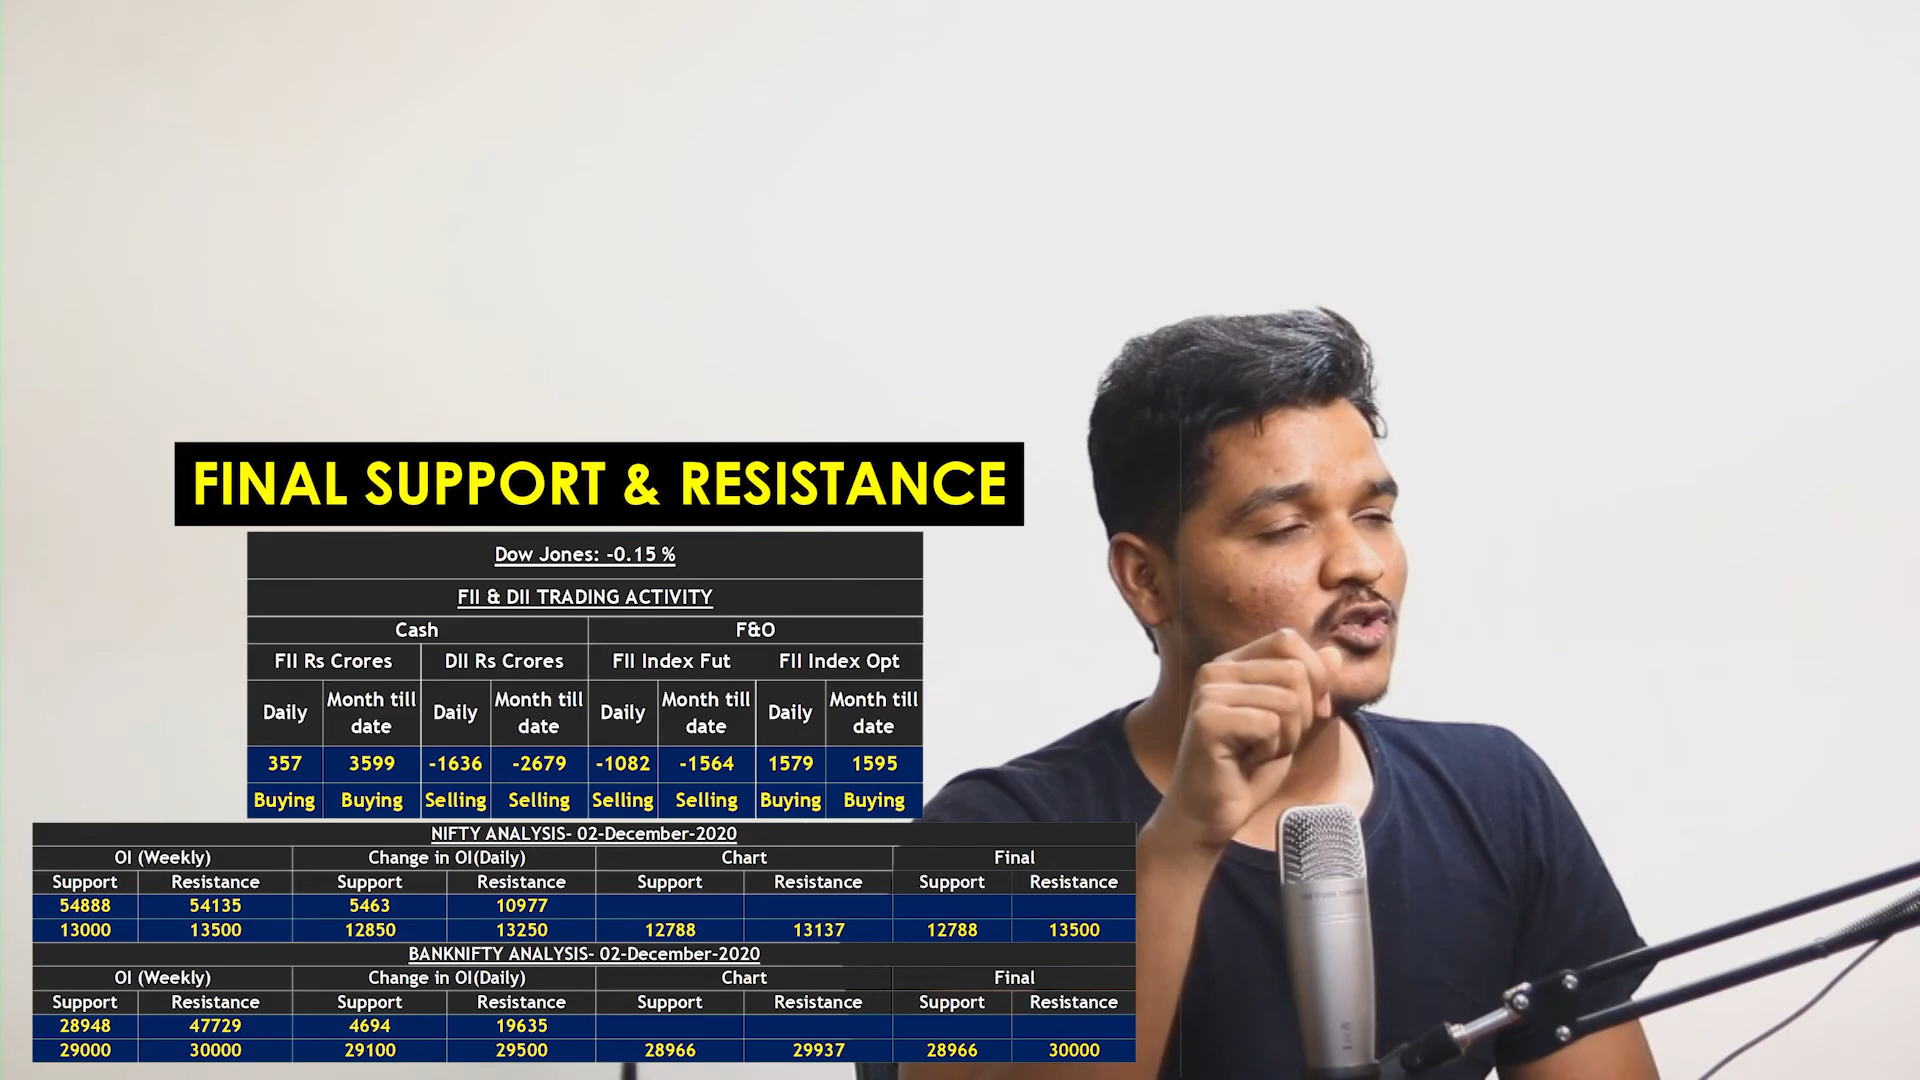 FINAL SUPPORT & RESISTANCE
Dow Jones: -0.15 %
FII & DII TRADING ACTIVITY
Cash F&O
FII Rs Crores DII Rs Crores FII Index Fut FII Index Opt
Daily Month till date Daily Month till date Daily Month till date Daily Month till date
357 3599 -1636 -2679 -1082 -1564 1579 1595
Buying Buying Selling Selling Selling Selling Buying Buying
NIFTY ANALYSIS- 02-December-2020
OI (Weekly) Change in OI(Daily) Chart Final
Support Resistance Support Resistance Support Resistance Support Resistance
54888 54135 5463 10977
13000 13500 12850 13250 12788 13137 12788 13500
BANKNIFTY ANALYSIS- 02-December-2020
OI (Weekly) Change in OI(Daily) Chart Final
Support Resistance Support Resistance Support Resistance Support Resistance
28948 47729 4694 19635
29000 30000 29100 29500 28966 29937 28966 30000